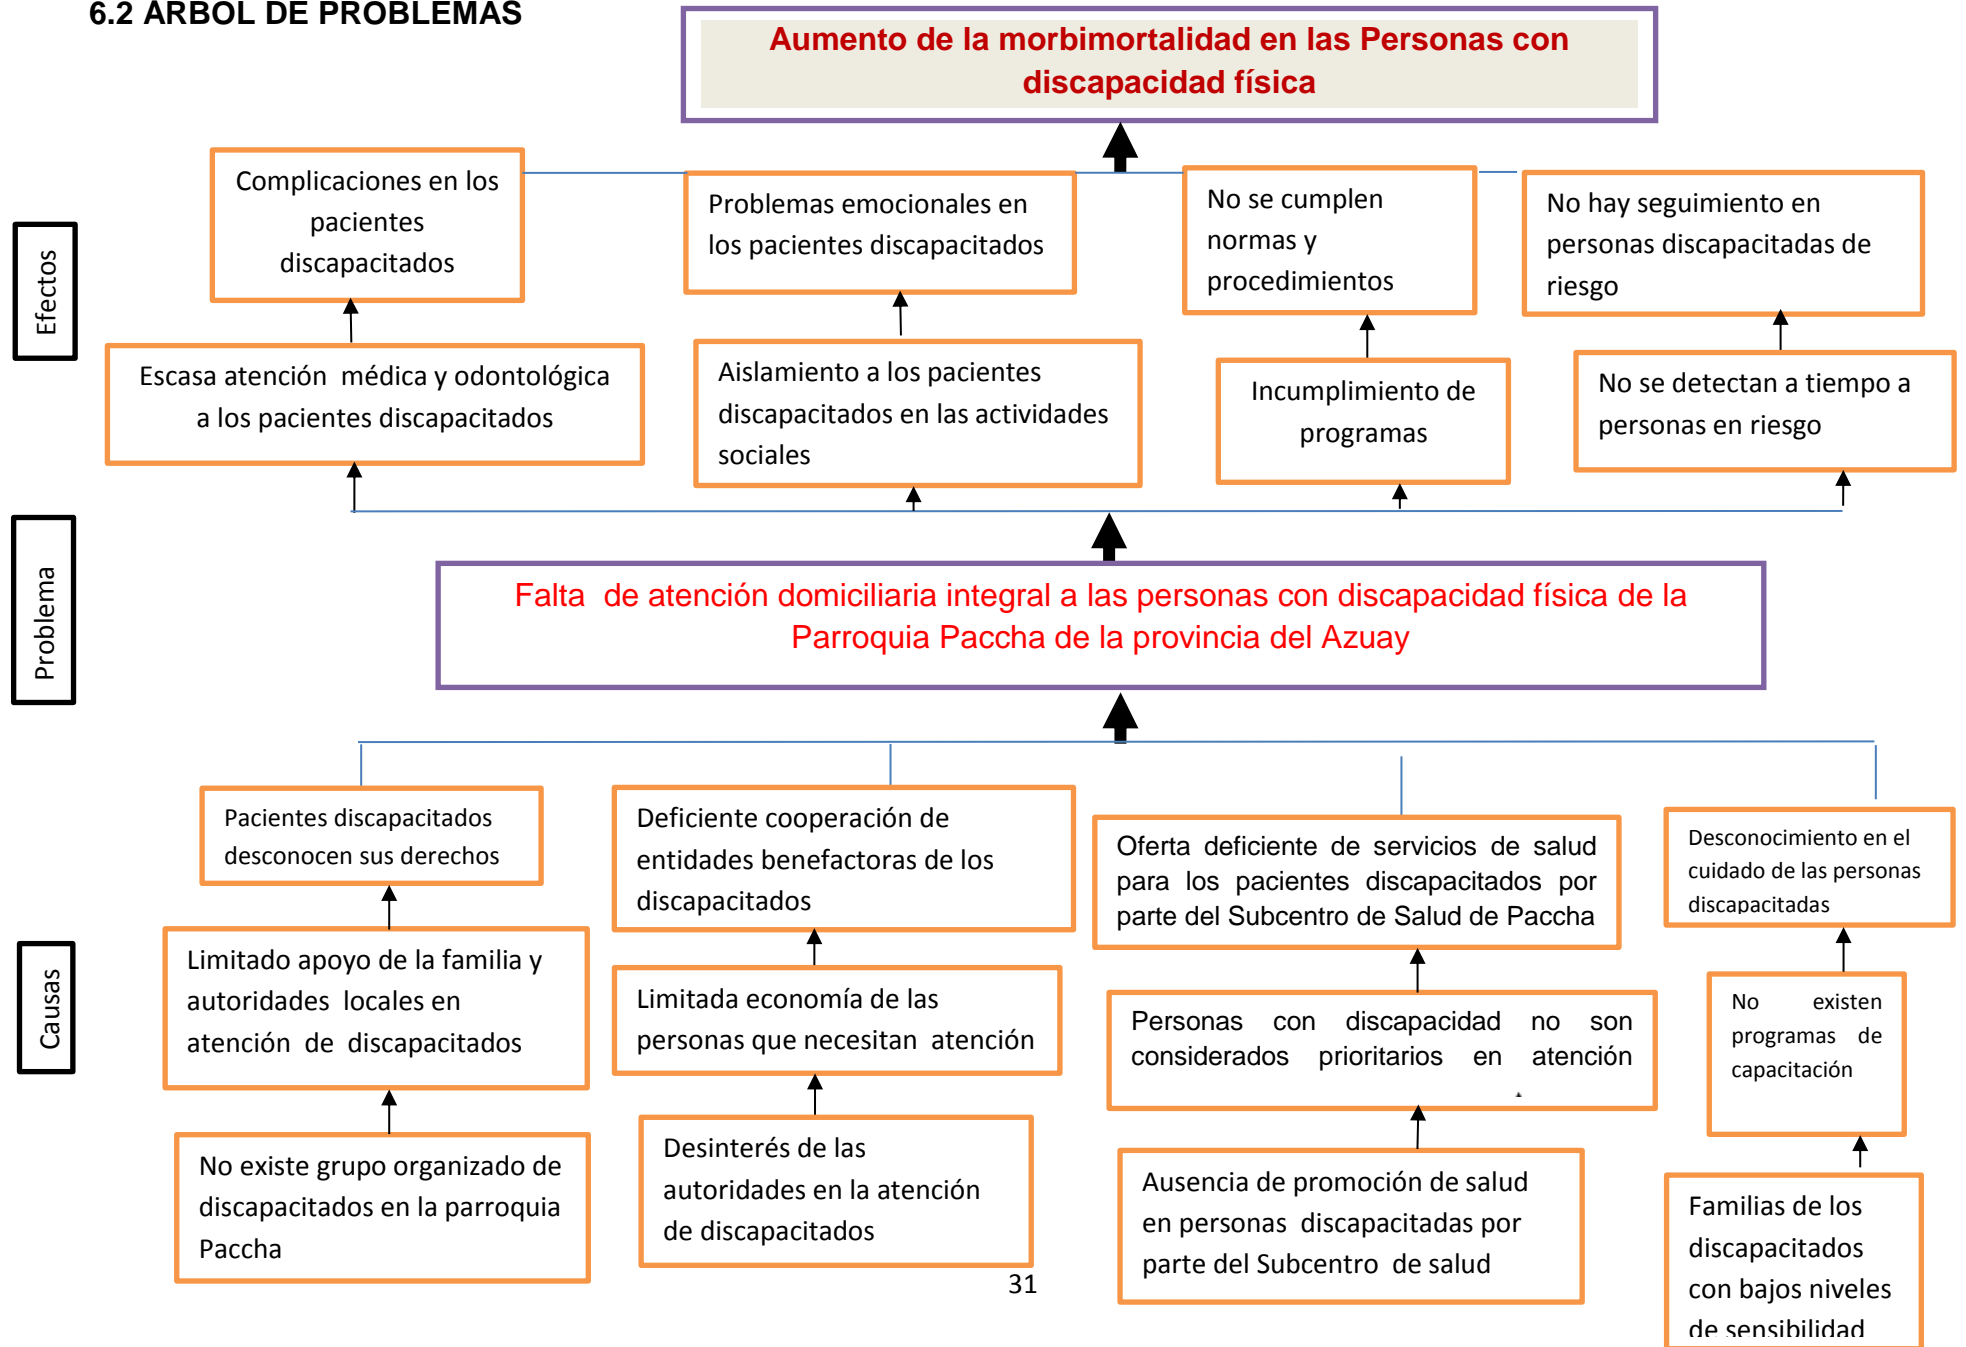 6.2 ARBOL DE PROBLEMAS
Aumento de la morbimortalidad en las Personas con
discapacidad física
Efectos
Complicaciones en los
pacientes
discapacitados
Problemas emocionales en
los pacientes discapacitados
No se cumplen
normas y
procedimientos
No hay seguimiento en
personas discapacitadas de
riesgo
Escasa atención médica y odontológica
a los pacientes discapacitados
Aislamiento a los pacientes
discapacitados en las actividades
sociales
Incumplimiento de
programas
No se detectan a tiempo a
personas en riesgo
Problema
Falta de atención domiciliaria integral a las personas con discapacidad física de la
Parroquia Paccha de la provincia del Azuay
Causas
Pacientes discapacitados
desconocen sus derechos
Deficiente cooperación de
entidades benefactoras de los
discapacitados
Oferta deficiente de servicios de salud
para los pacientes discapacitados por
parte del Subcentro de Salud de Paccha
Desconocimiento en el
cuidado de las personas
discapacitadas
Limitado apoyo de la familia y
autoridades locales en
atención de discapacitados
Limitada economía de las
personas que necesitan atención
Personas con discapacidad no son
considerados prioritarios en atención
No existen
programas de
capacitación
No existe grupo organizado de
discapacitados en la parroquia
Paccha
Desinterés de las
autoridades en la atención
de discapacitados
Ausencia de promoción de salud
en personas discapacitadas por
parte del Subcentro de salud
Familias de los
discapacitados
con bajos niveles
de sensibilidad
31